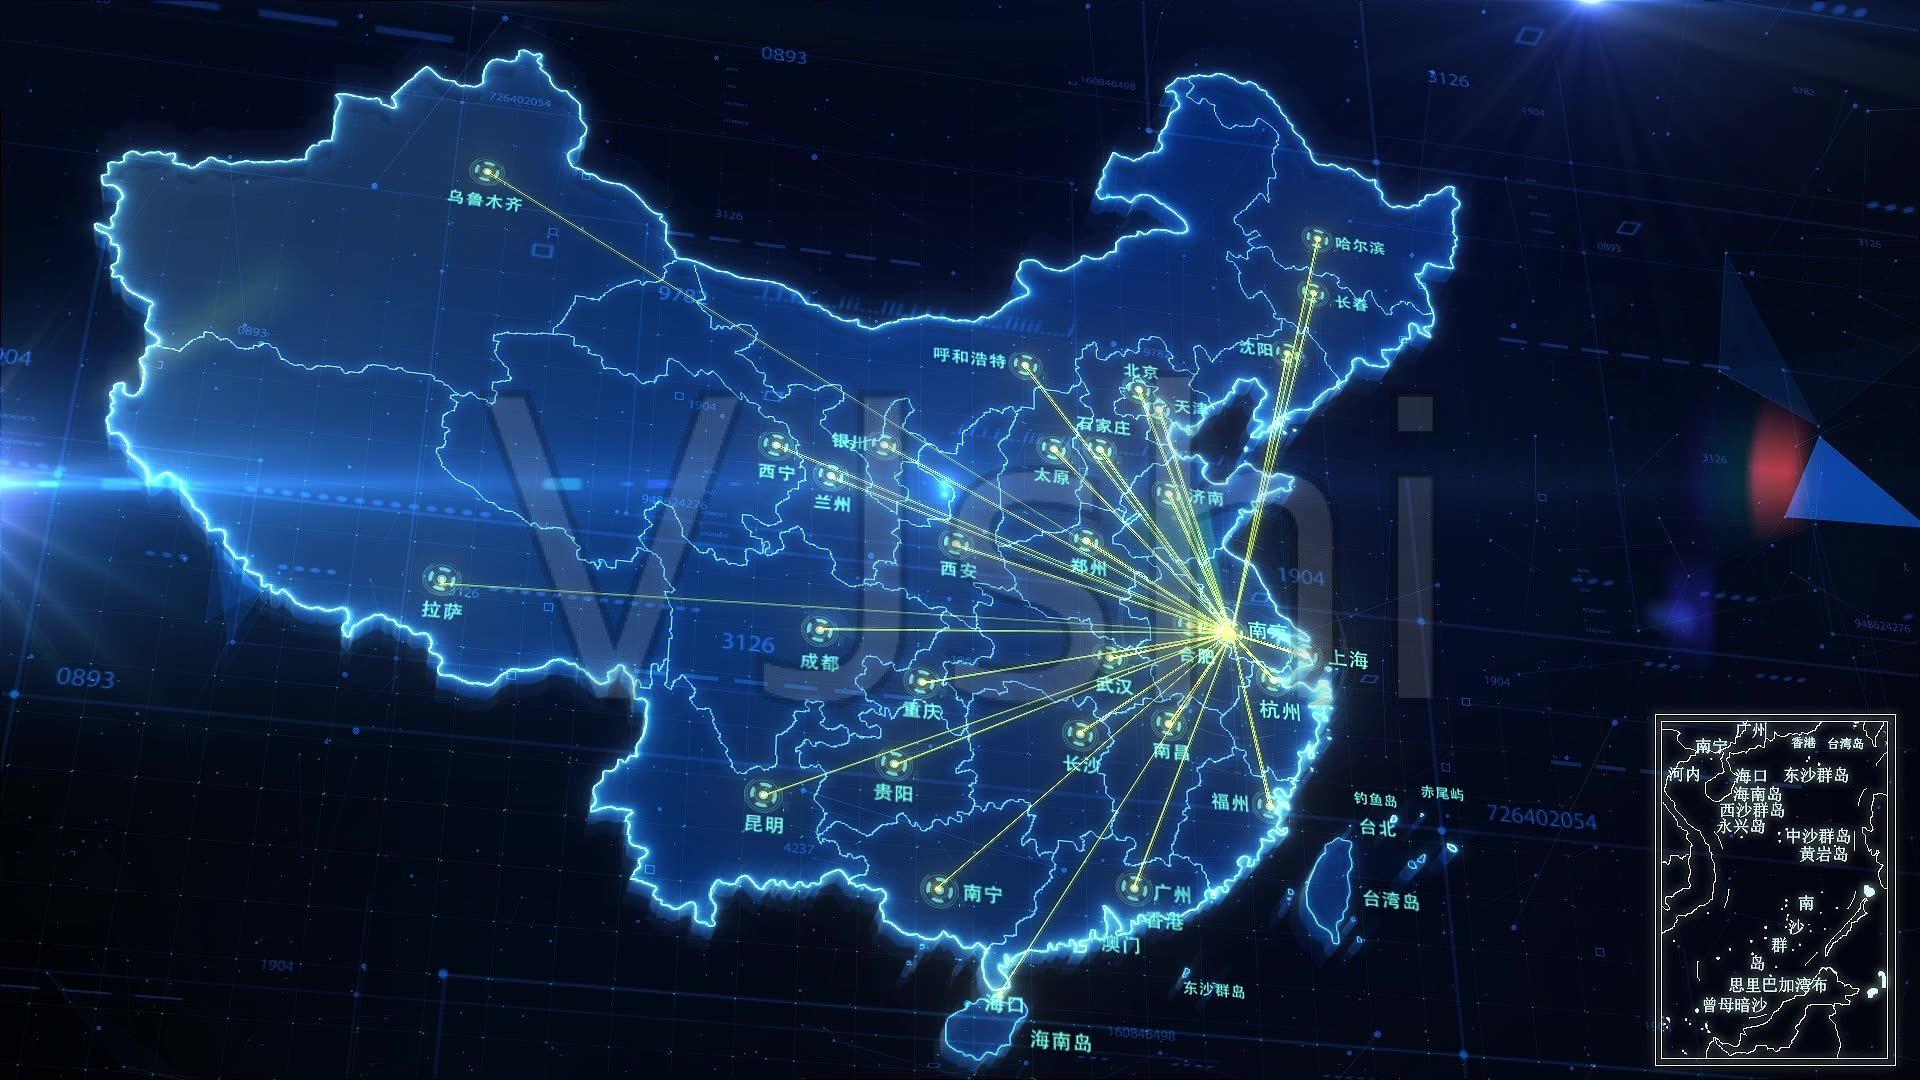 0893
3126
160846498
9782
726402054
1904
乌鲁木齐
3126
哈尔滨
0893
3126
9782
长春
0893
904
呼和浩特
沈阳
9782
北京
1904
天津
石家庄
银川
西宁
太原
3126
兰州
948624276
济南
西安
郑州
1904
拉萨
3126
948624276
3126
南京
成都
合肥
上海
0893
武汉
1904
重庆
杭州
南昌
长沙
贵阳
福州
钓鱼岛
赤尾屿
昆明
台北
726402054
4237
南宁
广州
台湾岛
香港
澳门
1904
东沙群岛
海口
海南岛
160846498
VJshi
广州
南宁
香港
台湾岛
河内
海口
东沙群岛
海南岛
西沙群岛
永兴岛
中沙群岛
黄岩岛
南
沙
群
岛
思里巴加湾布
曾母暗沙